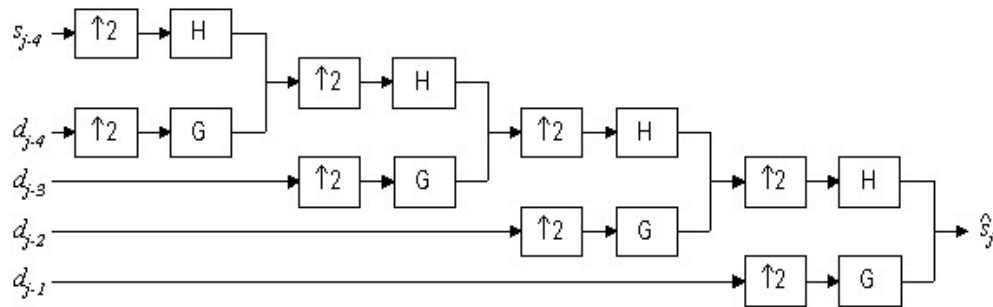 s_{j-4} ↑2 H
↑2 H
d_{j-4} ↑2 G
↑2 H
d_{j-3} ↑2 G
↑2 H
d_{j-2} ↑2 G
ŝ_j
d_{j-1} ↑2 G